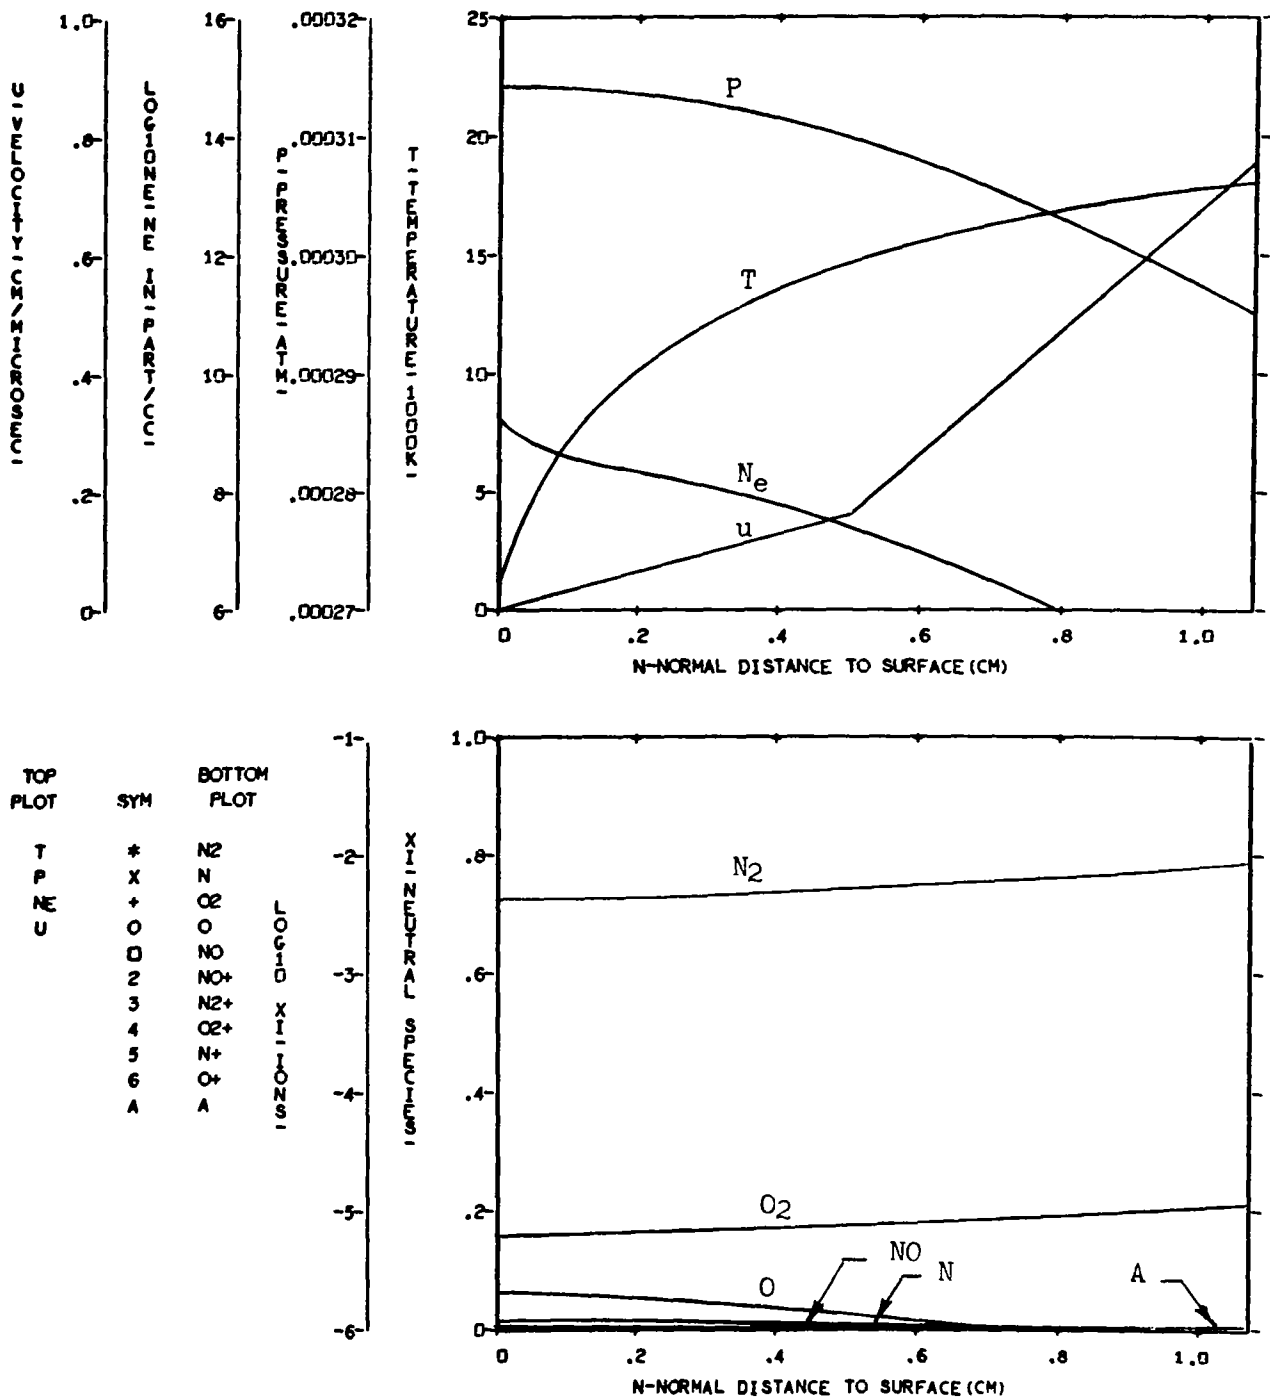 U-VELOCITY-CM/MICROSEC-
1.0-
.8-
.6-
.4-
.2-
0-
LOG10NE-NE IN-PART/CC-
16-
14-
12-
10-
8-
6-
P-PRESSURE-ATM-
.00032
.00031
.00030
.00029
.00028
.00027
T-TEMPERATURE-1000K-
25
20
15
10
5
0
P
T
Ne
u
0 .2 .4 .6 .8 1.0
N-NORMAL DISTANCE TO SURFACE(CM)
TOP BOTTOM
PLOT SYM PLOT
T * N2
P X N
NE + O2
U O O
□ NO
2 NO+
3 N2+
4 O2+
5 N+
6 O+
A A
LOG10 XI-IONS-
-1-
-2-
-3-
-4-
-5-
-6-
XI-NEUTRAL SPECIES-
1.0
.8
.6
.4
.2
0
N2
O2
NO
N
A
O
0 .2 .4 .6 .8 1.0
N-NORMAL DISTANCE TO SURFACE(CM)